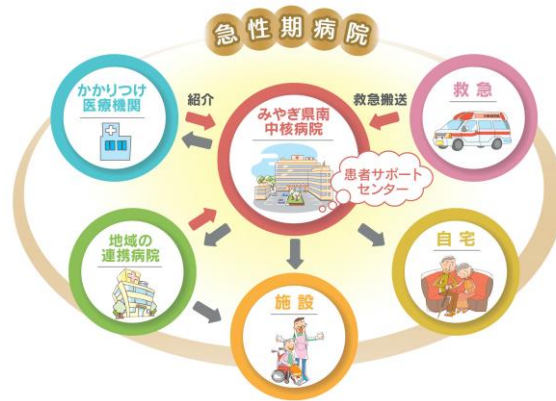 急性期病院
かかりつけ
医療機関
紹介
みやぎ県南
中核病院
救急搬送
救急
患者サポート
センター
地域の
連携病院
施設
自宅